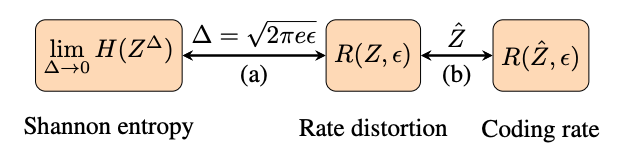 lim Δ→0 H(Z^Δ) Δ = √2πeϵ R(Z, ϵ) Ẑ R(Ẑ, ϵ)
(a) (b)
Shannon entropy Rate distortion Coding rate